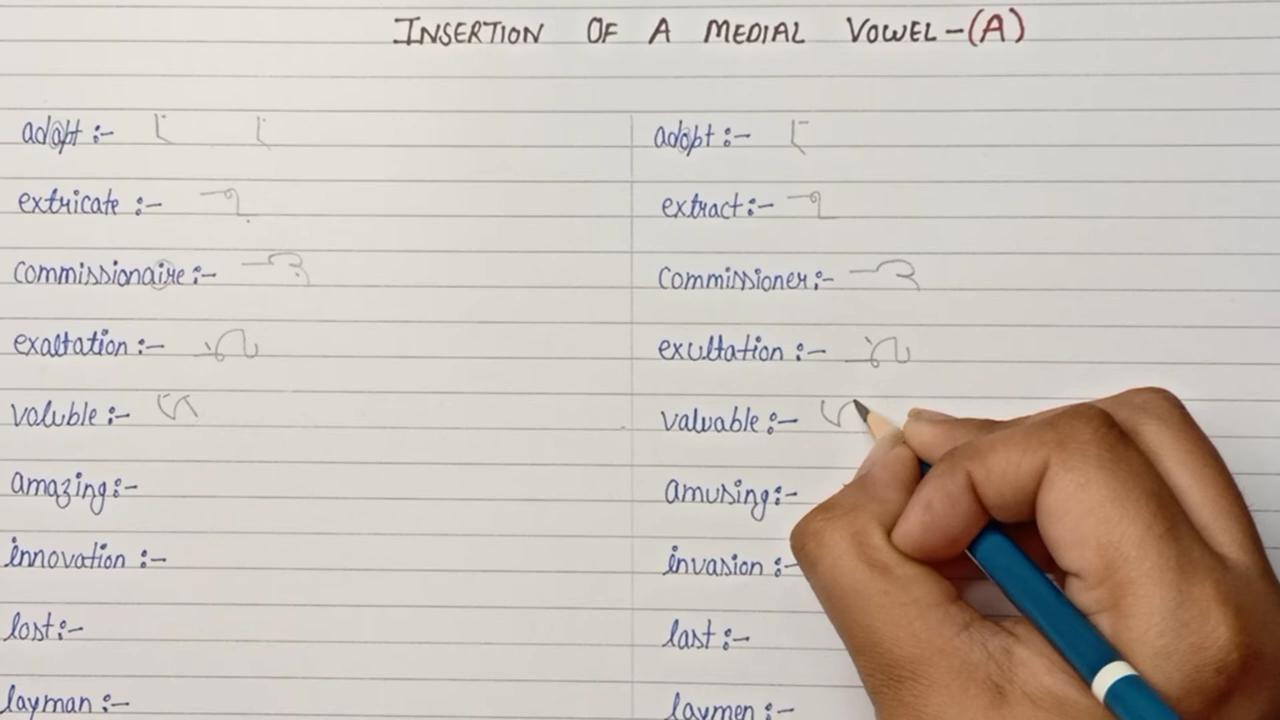 INSERTION OF A MEDIAL VOWEL-(A)
adapt :- adopt :-
extricate :- extract :-
commissionaire :- commissioner :-
exaltation :- exultation :-
voluble :- valuable :-
amazing :- amusing :-
innovation :- invasion :-
lost :- last :-
layman :- laymen :-